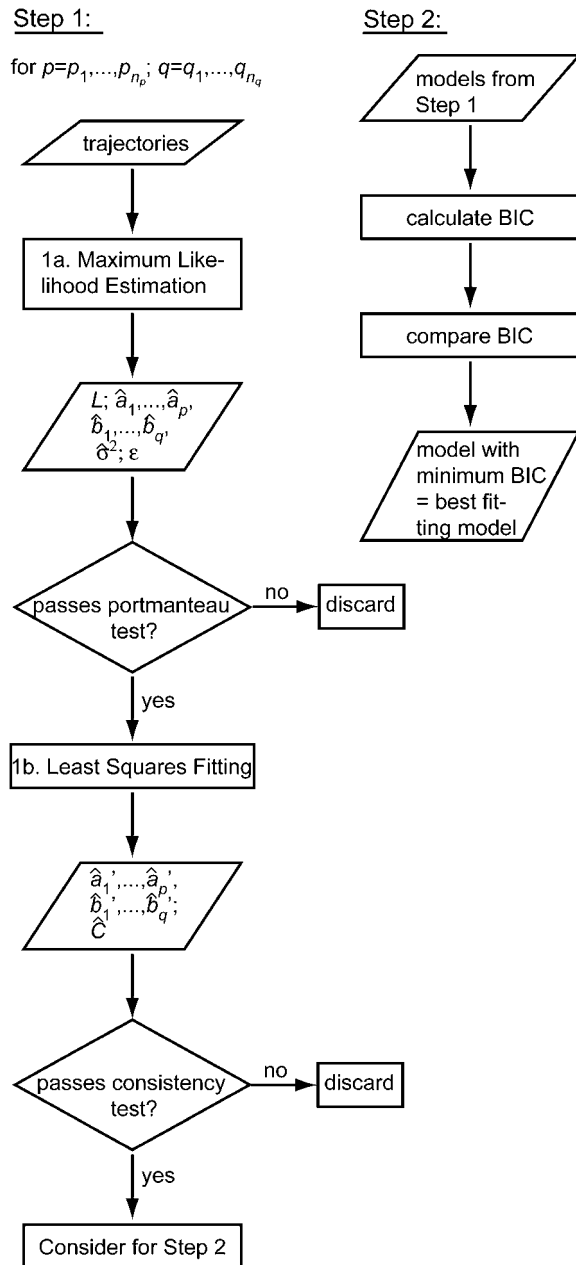 Step 1:
for p=p₁,...,pₙₚ; q=q₁,...,qₙ_q
trajectories
1a. Maximum Like-
lihood Estimation
L; â₁,...,âₚ,
b̂₁,...,b̂_q,
σ̂²; ε
passes portmanteau
test?
no
discard
yes
1b. Least Squares Fitting
â₁',...,âₚ',
b̂₁',...,b̂_q';
Ĉ
passes consistency
test?
no
discard
yes
Consider for Step 2
Step 2:
models from
Step 1
calculate BIC
compare BIC
model with
minimum BIC
= best fit-
ting model